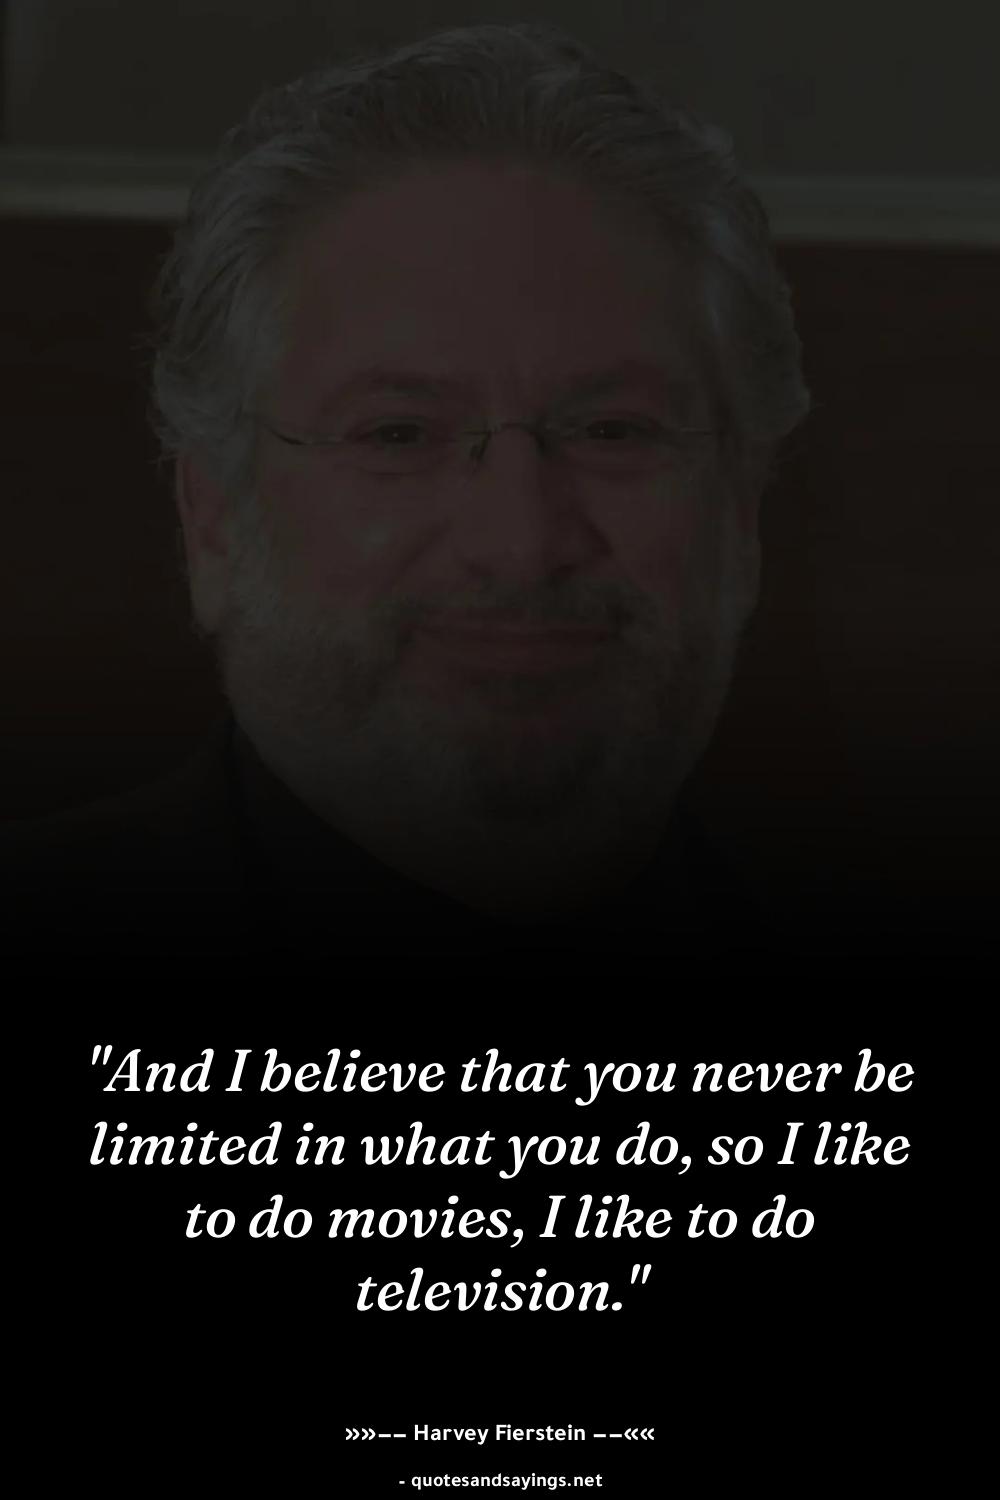 "And I believe that you never be
limited in what you do, so I like
to do movies, I like to do
television."
»»–– Harvey Fierstein ––««
- quotesandsayings.net